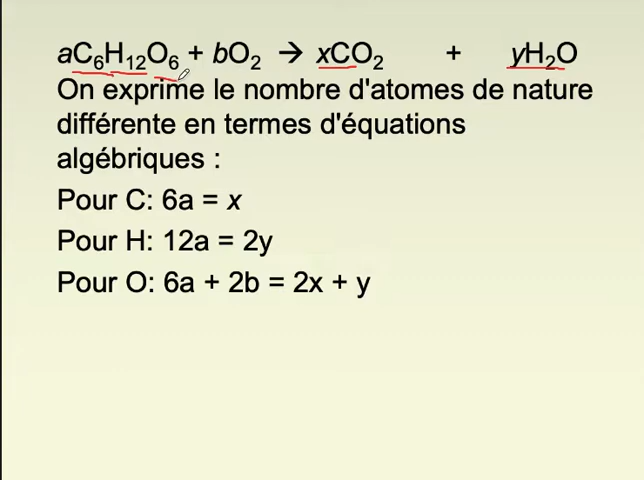 aC₆H₁₂O₆ + bO₂ → xCO₂ + yH₂O
On exprime le nombre d'atomes de nature
différente en termes d'équations
algébriques :
Pour C: 6a = x
Pour H: 12a = 2y
Pour O: 6a + 2b = 2x + y